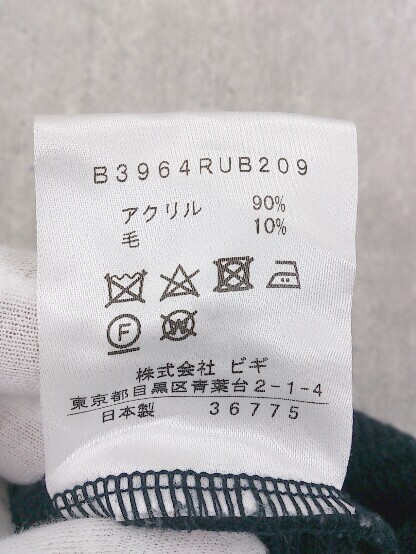 B3964RUB209
アクリル 90%
毛 10%
F W
株式会社 ビギ
東京都目黒区青葉台2-1-4
日本製 36775